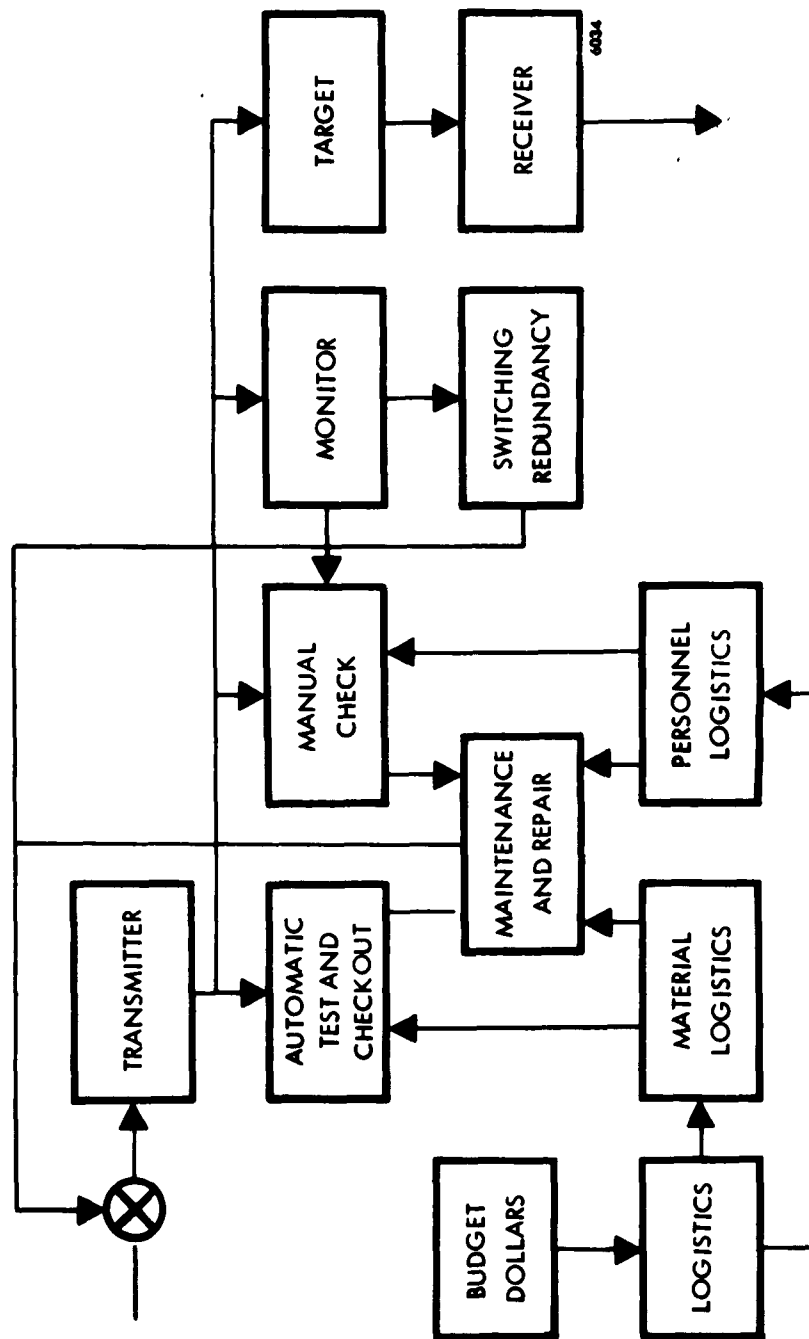 TRANSMITTER
AUTOMATIC
TEST AND
CHECKOUT
MANUAL
CHECK
MONITOR
TARGET
BUDGET
DOLLARS
MAINTENANCE
AND REPAIR
SWITCHING
REDUNDANCY
RECEIVER
6034
LOGISTICS
MATERIAL
LOGISTICS
PERSONNEL
LOGISTICS